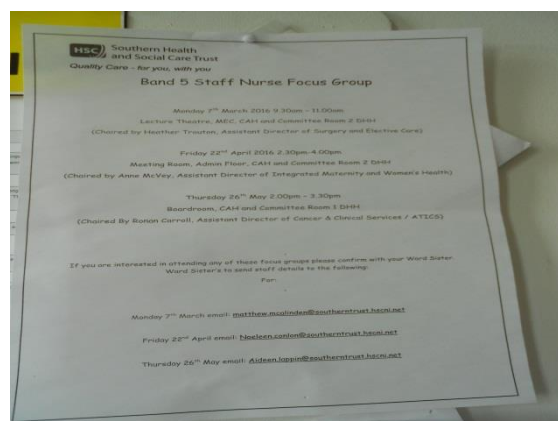 HSC Southern Health
and Social Care Trust
Quality Care - for you, with you
Band 5 Staff Nurse Focus Group
Monday 7th March 2016 9.30am - 11.00am
Lecture Theatre, MEC, CAH and Committee Room 2 DHH
(Chaired by Heather Trouton, Assistant Director of Surgery and Elective Care)
Friday 22nd April 2016 2.30pm-4.00pm
Meeting Room, Admin Floor, CAH and Committee Room 2 DHH
(Chaired by Anne McVey, Assistant Director of Integrated Maternity and Women's Health)
Thursday 26th May 2.00pm - 3.30pm
Boardroom, CAH and Committee Room 1 DHH
(Chaired By Ronan Carroll, Assistant Director of Cancer & Clinical Services / ATICS)
If you are interested in attending any of these focus groups please confirm with your Ward Sister.
Ward Sister's to send staff details to the following:
For:
Monday 7th March email:
Friday 22nd April email:
Thursday 26th May email: Aideen.lappin@southerntrust.hscni.net